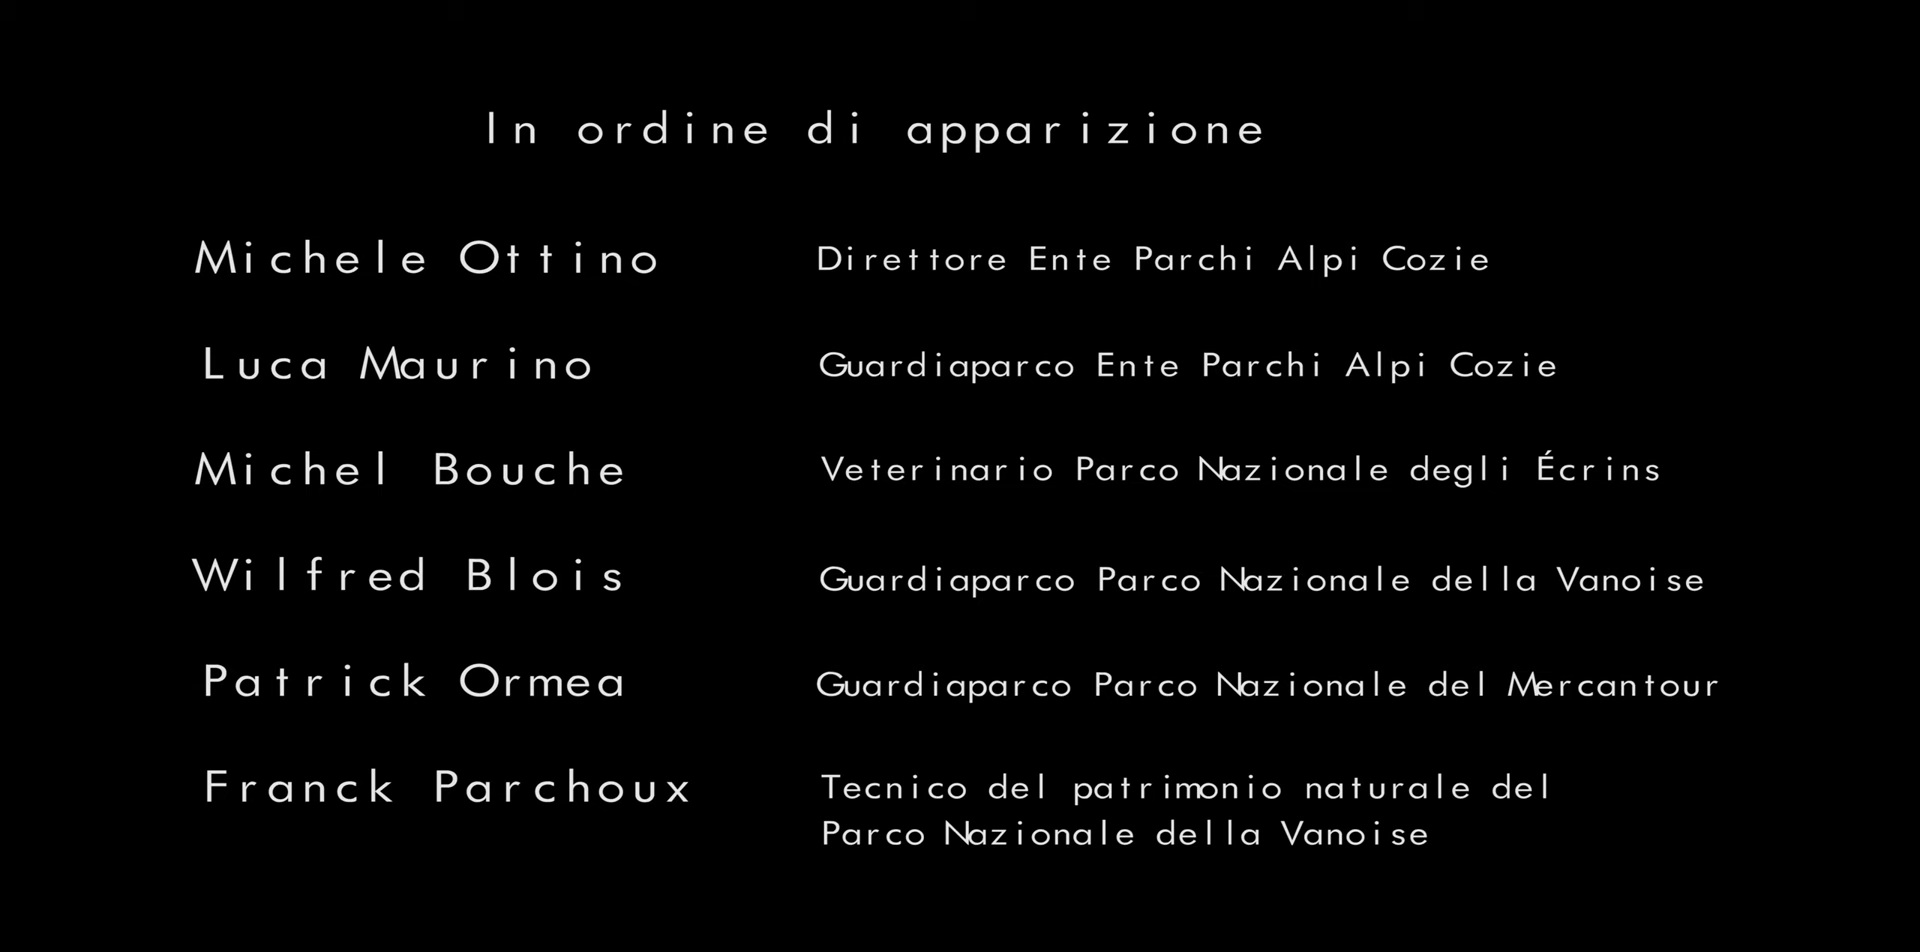 In ordine di apparizione
Michele Ottino Direttore Ente Parchi Alpi Cozie
Luca Maurino Guardiaparco Ente Parchi Alpi Cozie
Michel Bouche Veterinario Parco Nazionale degli Écrins
Wilfred Blois Guardiaparco Parco Nazionale della Vanoise
Patrick Ormea Guardiaparco Parco Nazionale del Mercantour
Franck Parchoux Tecnico del patrimonio naturale del
Parco Nazionale della Vanoise